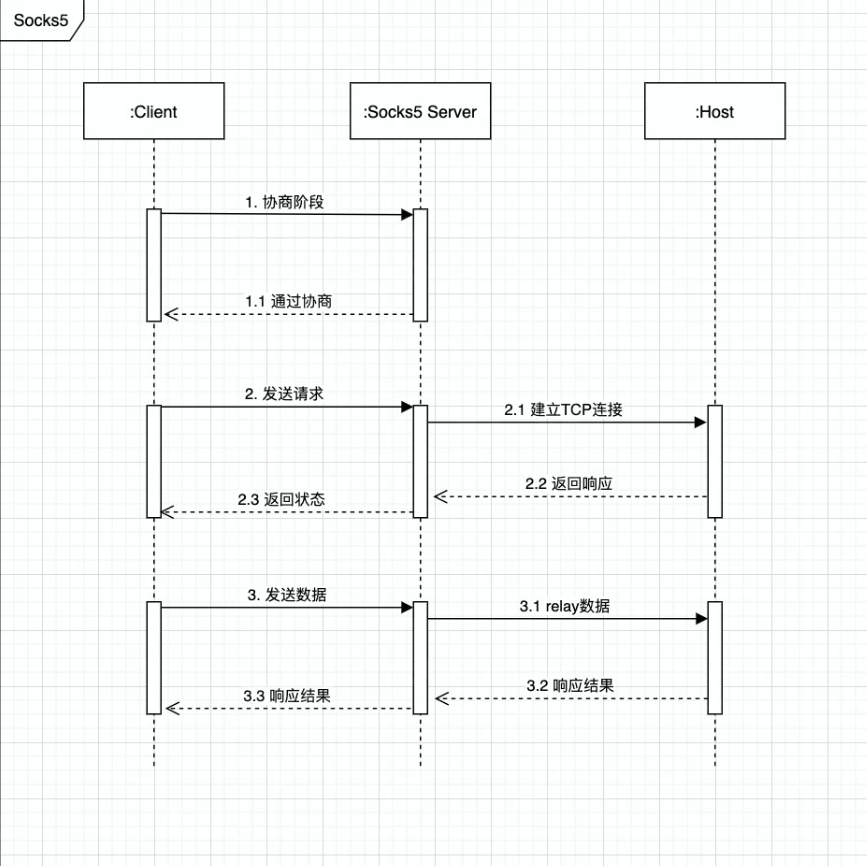 Socks5
:Client
:Socks5 Server
:Host
1. 协商阶段
1.1 通过协商
2. 发送请求
2.1 建立TCP连接
2.2 返回响应
2.3 返回状态
3. 发送数据
3.1 relay数据
3.2 响应结果
3.3 响应结果